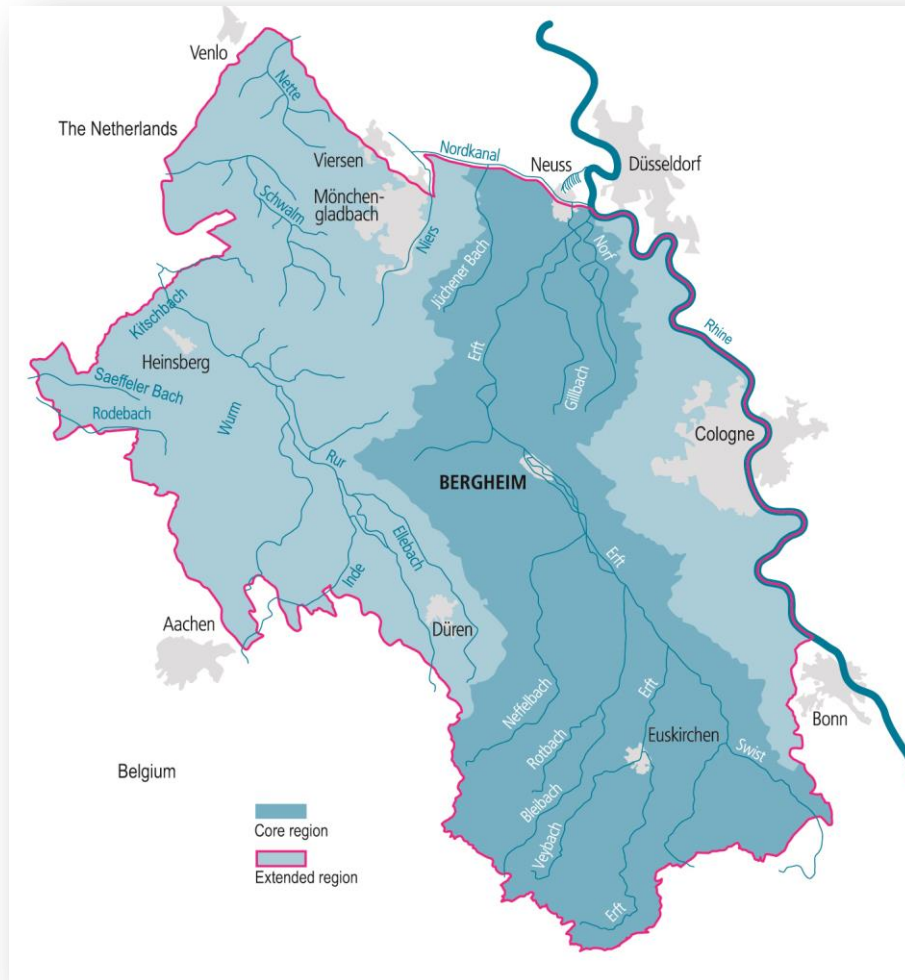 Venlo
Nette
The Netherlands
Viersen
Nordkanal
Neuss
Düsseldorf
Mönchen-
gladbach
Schwalm
Niers
Jüchener Bach
Norf
Kitschbach
Rhine
Heinsberg
Erft
Saeffeler Bach
Gillbach
Rodebach
Wurm
Cologne
Rur
BERGHEIM
Ellebach
Erft
Inde
Aachen
Düren
Neffelbach
Erft
Bonn
Rotbach
Euskirchen
Swist
Belgium
Bleibach
Veybach
Core region
Extended region
Erft